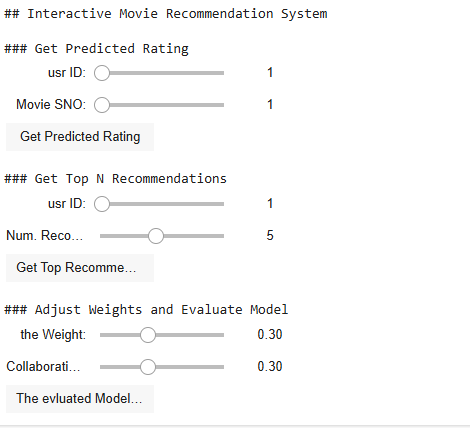 ## Interactive Movie Recommendation System
### Get Predicted Rating
usr ID: 1
Movie SNO: 1
Get Predicted Rating
### Get Top N Recommendations
usr ID: 1
Num. Reco... 5
Get Top Recomme...
### Adjust Weights and Evaluate Model
the Weight: 0.30
Collaborati... 0.30
The evluated Model...